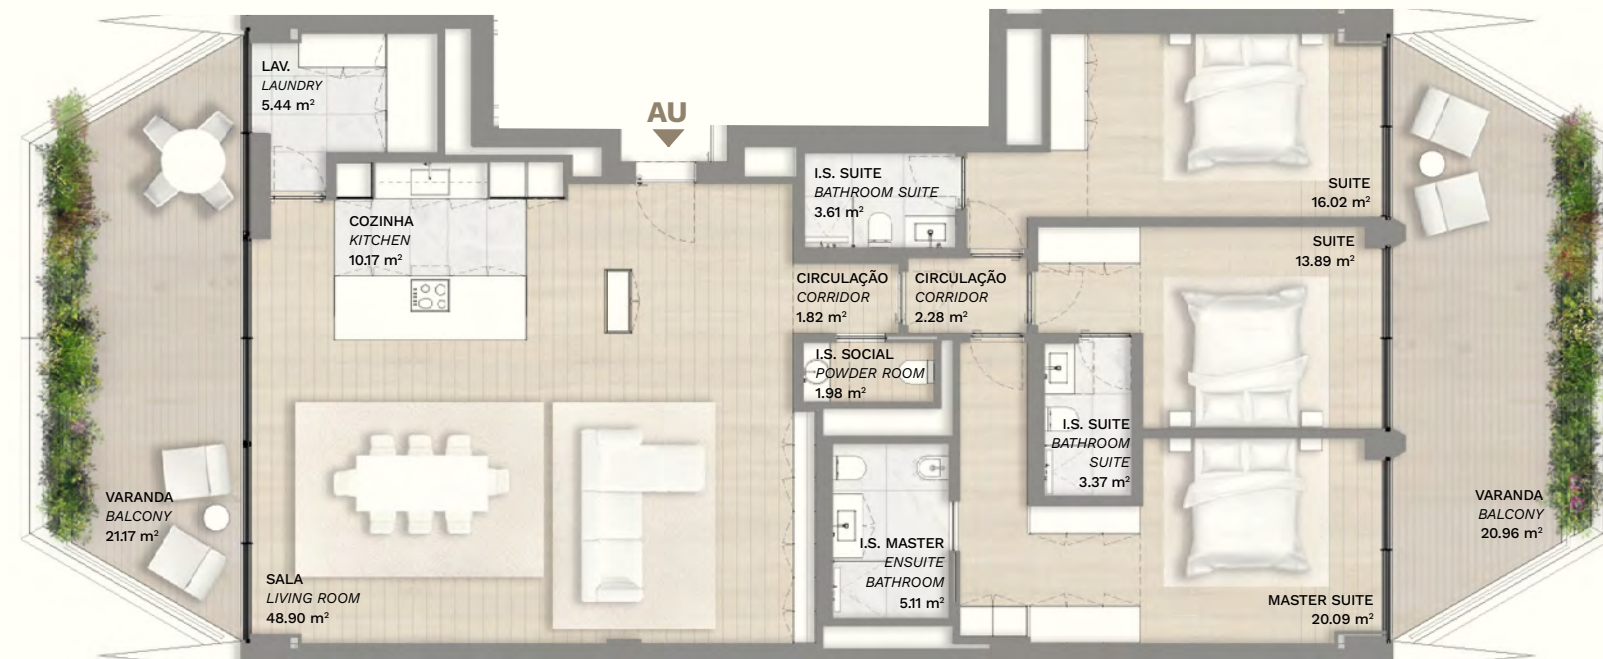 LAV.
LAUNDRY
5.44 m²
AU
COZINHA
KITCHEN
10.17 m²
I.S. SUITE
BATHROOM SUITE
3.61 m²
SUITE
16.02 m²
SUITE
13.89 m²
CIRCULAÇÃO
CORRIDOR
1.82 m²
CIRCULAÇÃO
CORRIDOR
2.28 m²
I.S. SOCIAL
POWDER ROOM
1.98 m²
I.S. SUITE
BATHROOM
SUITE
3.37 m²
VARANDA
BALCONY
21.17 m²
VARANDA
BALCONY
20.96 m²
I.S. MASTER
ENSUITE
BATHROOM
5.11 m²
SALA
LIVING ROOM
48.90 m²
MASTER SUITE
20.09 m²